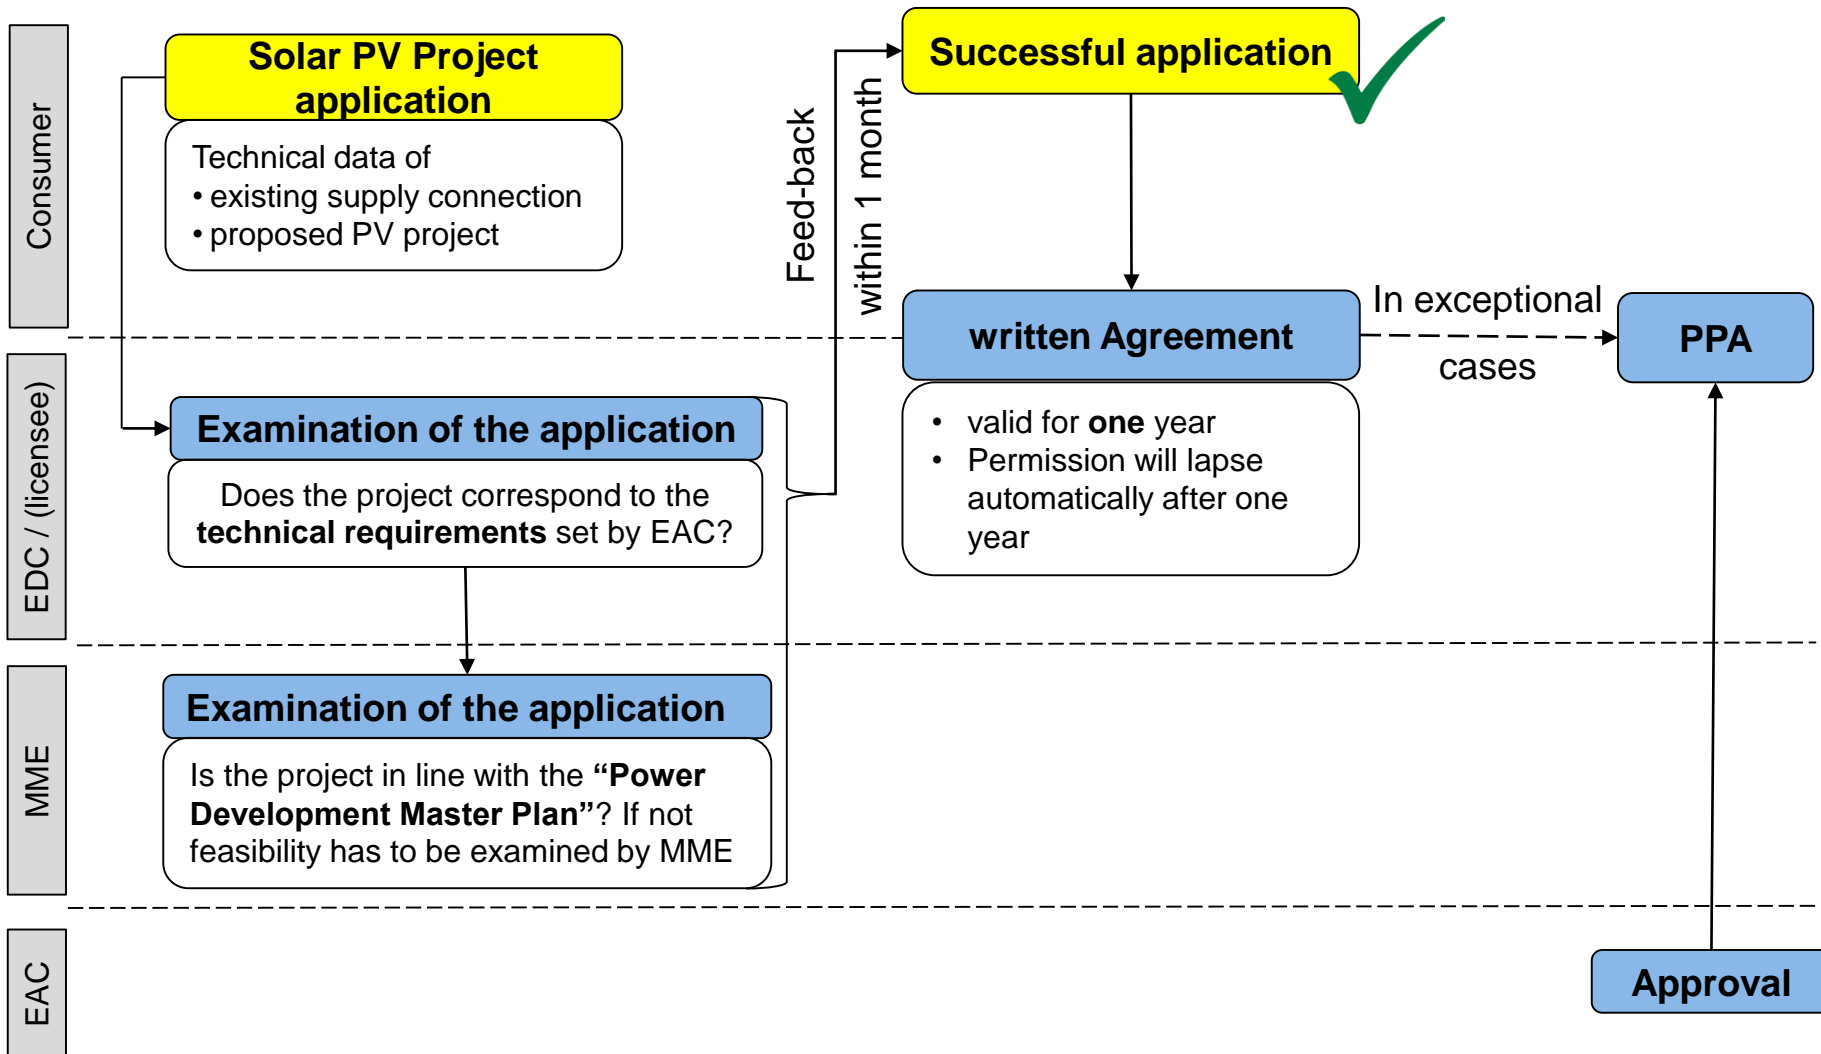 Consumer
Solar PV Project
application
Technical data of
• existing supply connection
• proposed PV project
Feed-back
within 1 month
Successful application
written Agreement
• valid for one year
• Permission will lapse
automatically after one
year
In exceptional
cases
PPA
EDC / (licensee)
Examination of the application
Does the project correspond to the
technical requirements set by EAC?
MME
Examination of the application
Is the project in line with the “Power
Development Master Plan”? If not
feasibility has to be examined by MME
EAC
Approval